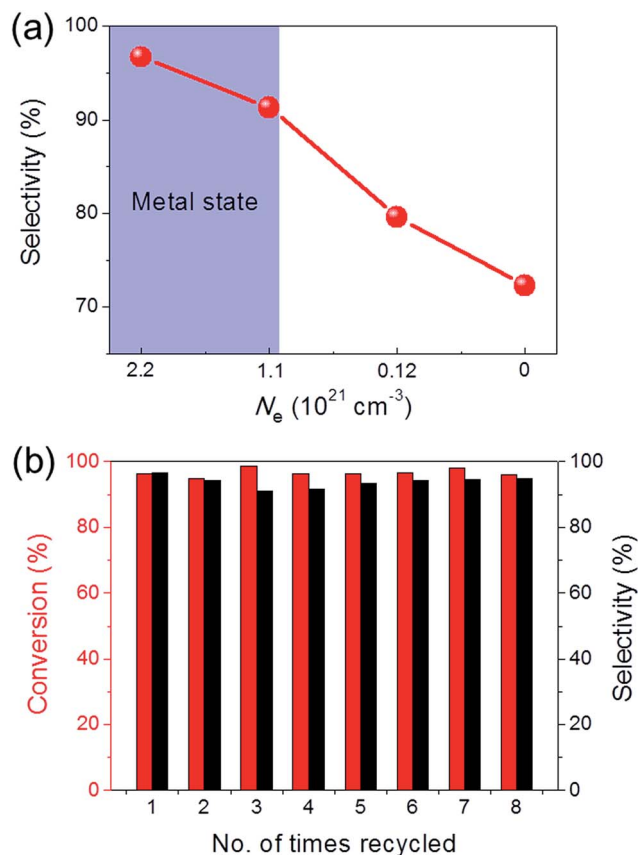 (a)
100
90
80
70
Selectivity (%)
Metal state
2.2 1.1 0.12 0
Nₑ (10²¹ cm⁻³)
(b)
100 100
80 80
60 60
40 40
20 20
0 0
Conversion (%)
Selectivity (%)
1 2 3 4 5 6 7 8
No. of times recycled